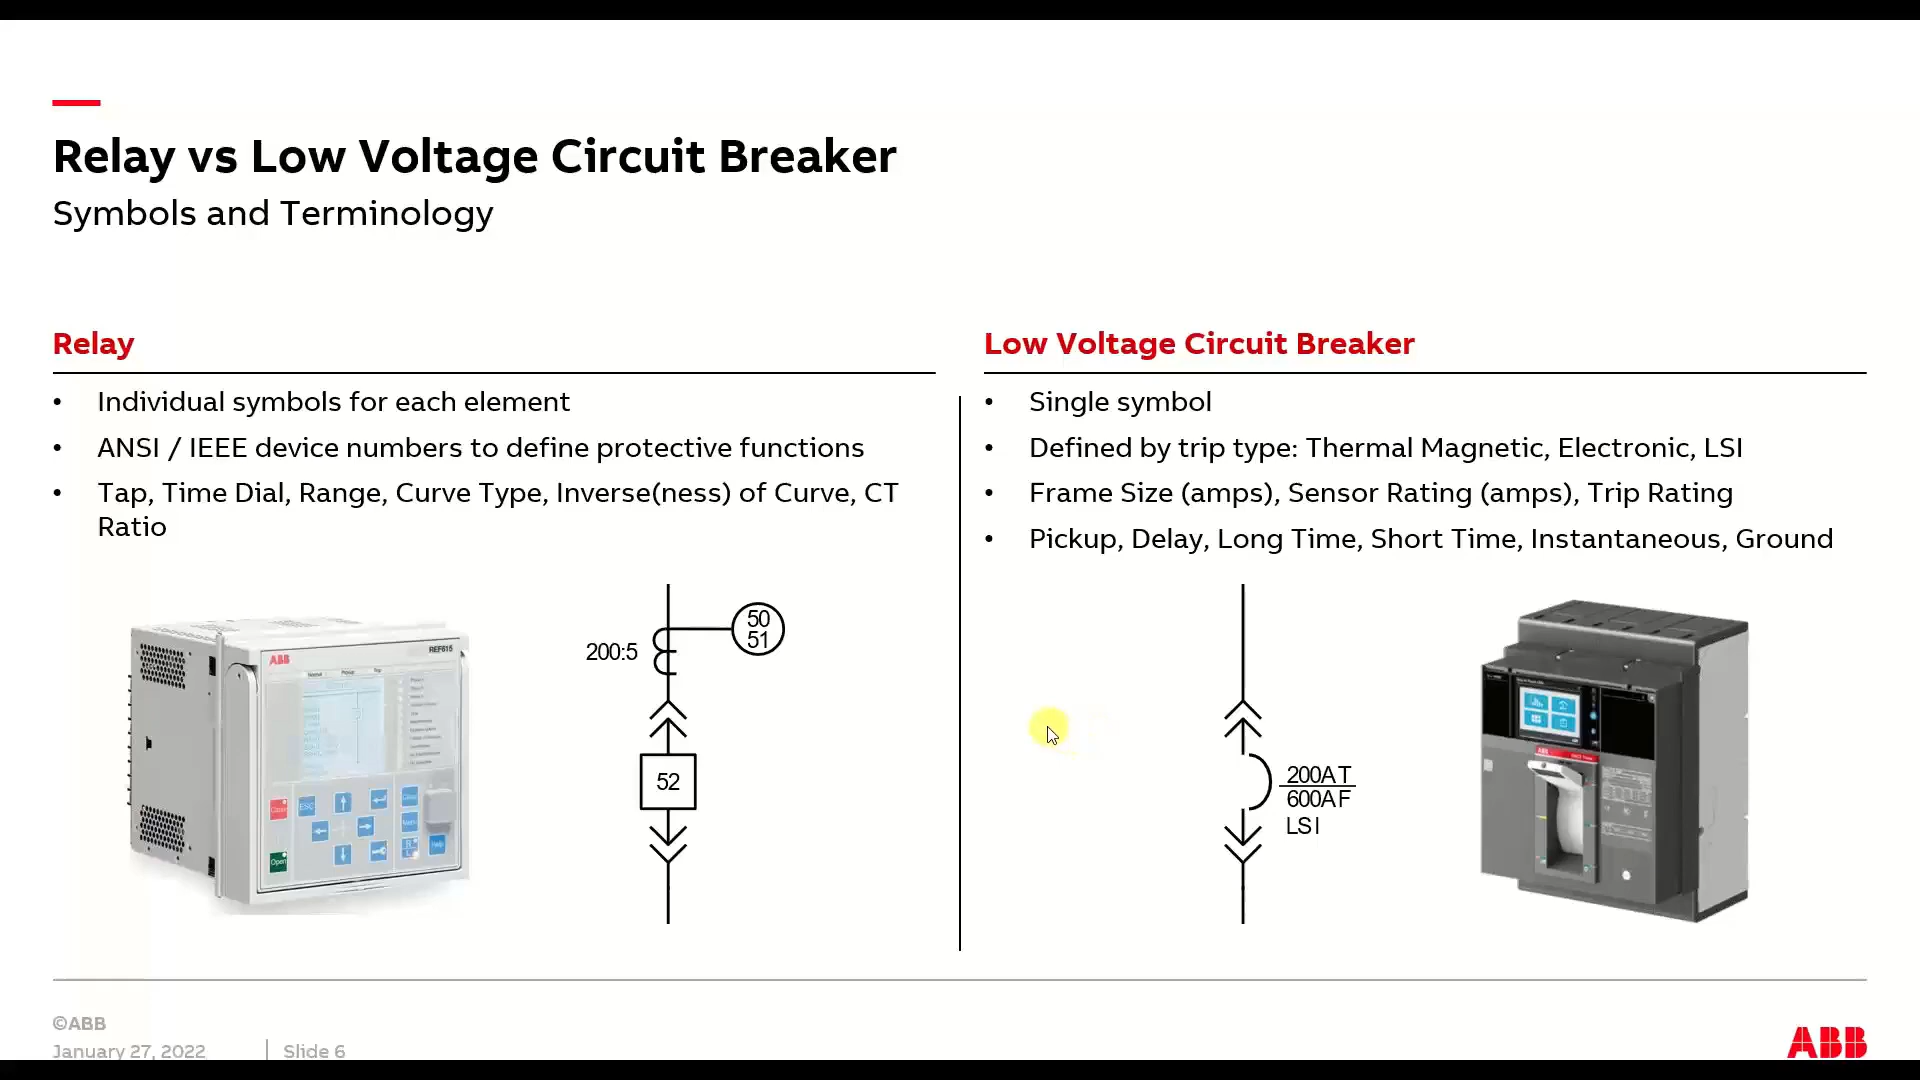 Relay vs Low Voltage Circuit Breaker
Symbols and Terminology
Relay
• Individual symbols for each element
• ANSI / IEEE device numbers to define protective functions
• Tap, Time Dial, Range, Curve Type, Inverse(ness) of Curve, CT
Ratio
ABB
REF615
ESC
Open
Help
200:5
50
51
52
Low Voltage Circuit Breaker
• Single symbol
• Defined by trip type: Thermal Magnetic, Electronic, LSI
• Frame Size (amps), Sensor Rating (amps), Trip Rating
• Pickup, Delay, Long Time, Short Time, Instantaneous, Ground
200AT
600AF
LSI
ABB
©ABB
January 27, 2022
Slide 6
ABB